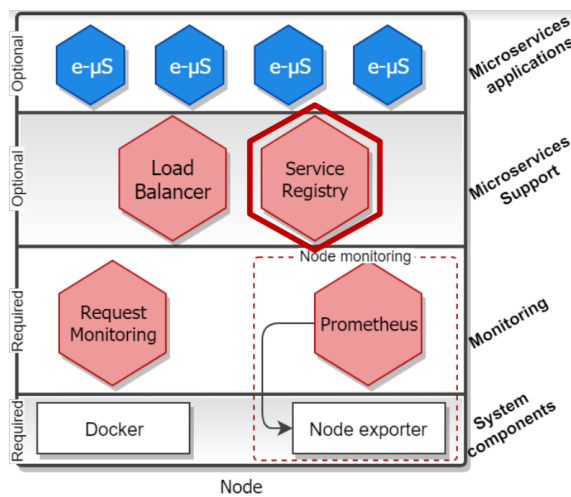 Optional
e-μS
e-μS
e-μS
e-μS
Microservices
applications
Optional
Load
Balancer
Service
Registry
Microservices
Support
Required
Request
Monitoring
Node monitoring
Prometheus
Monitoring
Required
Docker
Node exporter
System
components
Node